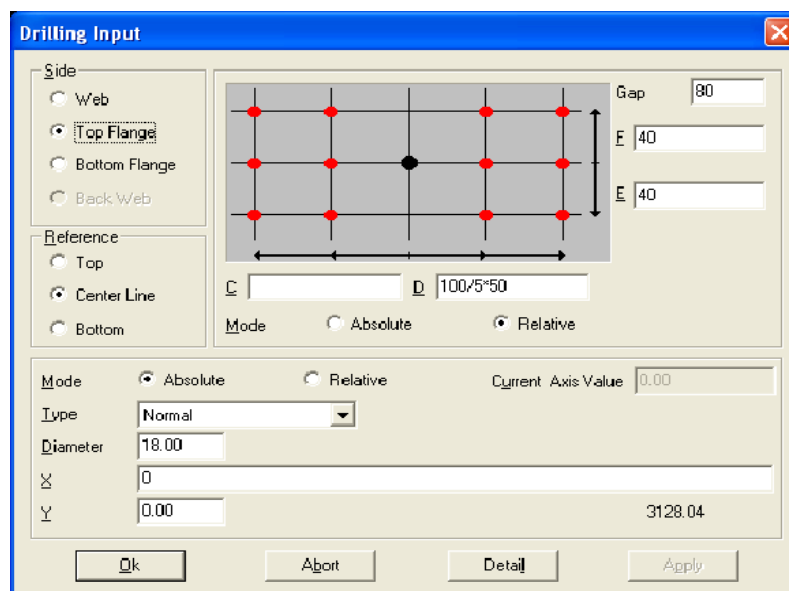 Drilling Input
Side
Web
Top Flange
Bottom Flange
Back Web
Reference
Top
Center Line
Bottom
Gap 80
F 40
E 40
C D 100/5*50
Mode Absolute Relative
Mode Absolute Relative Current Axis Value 0.00
Type Normal
Diameter 18.00
X 0
Y 0.00 3128.04
Ok Abort Detail Apply